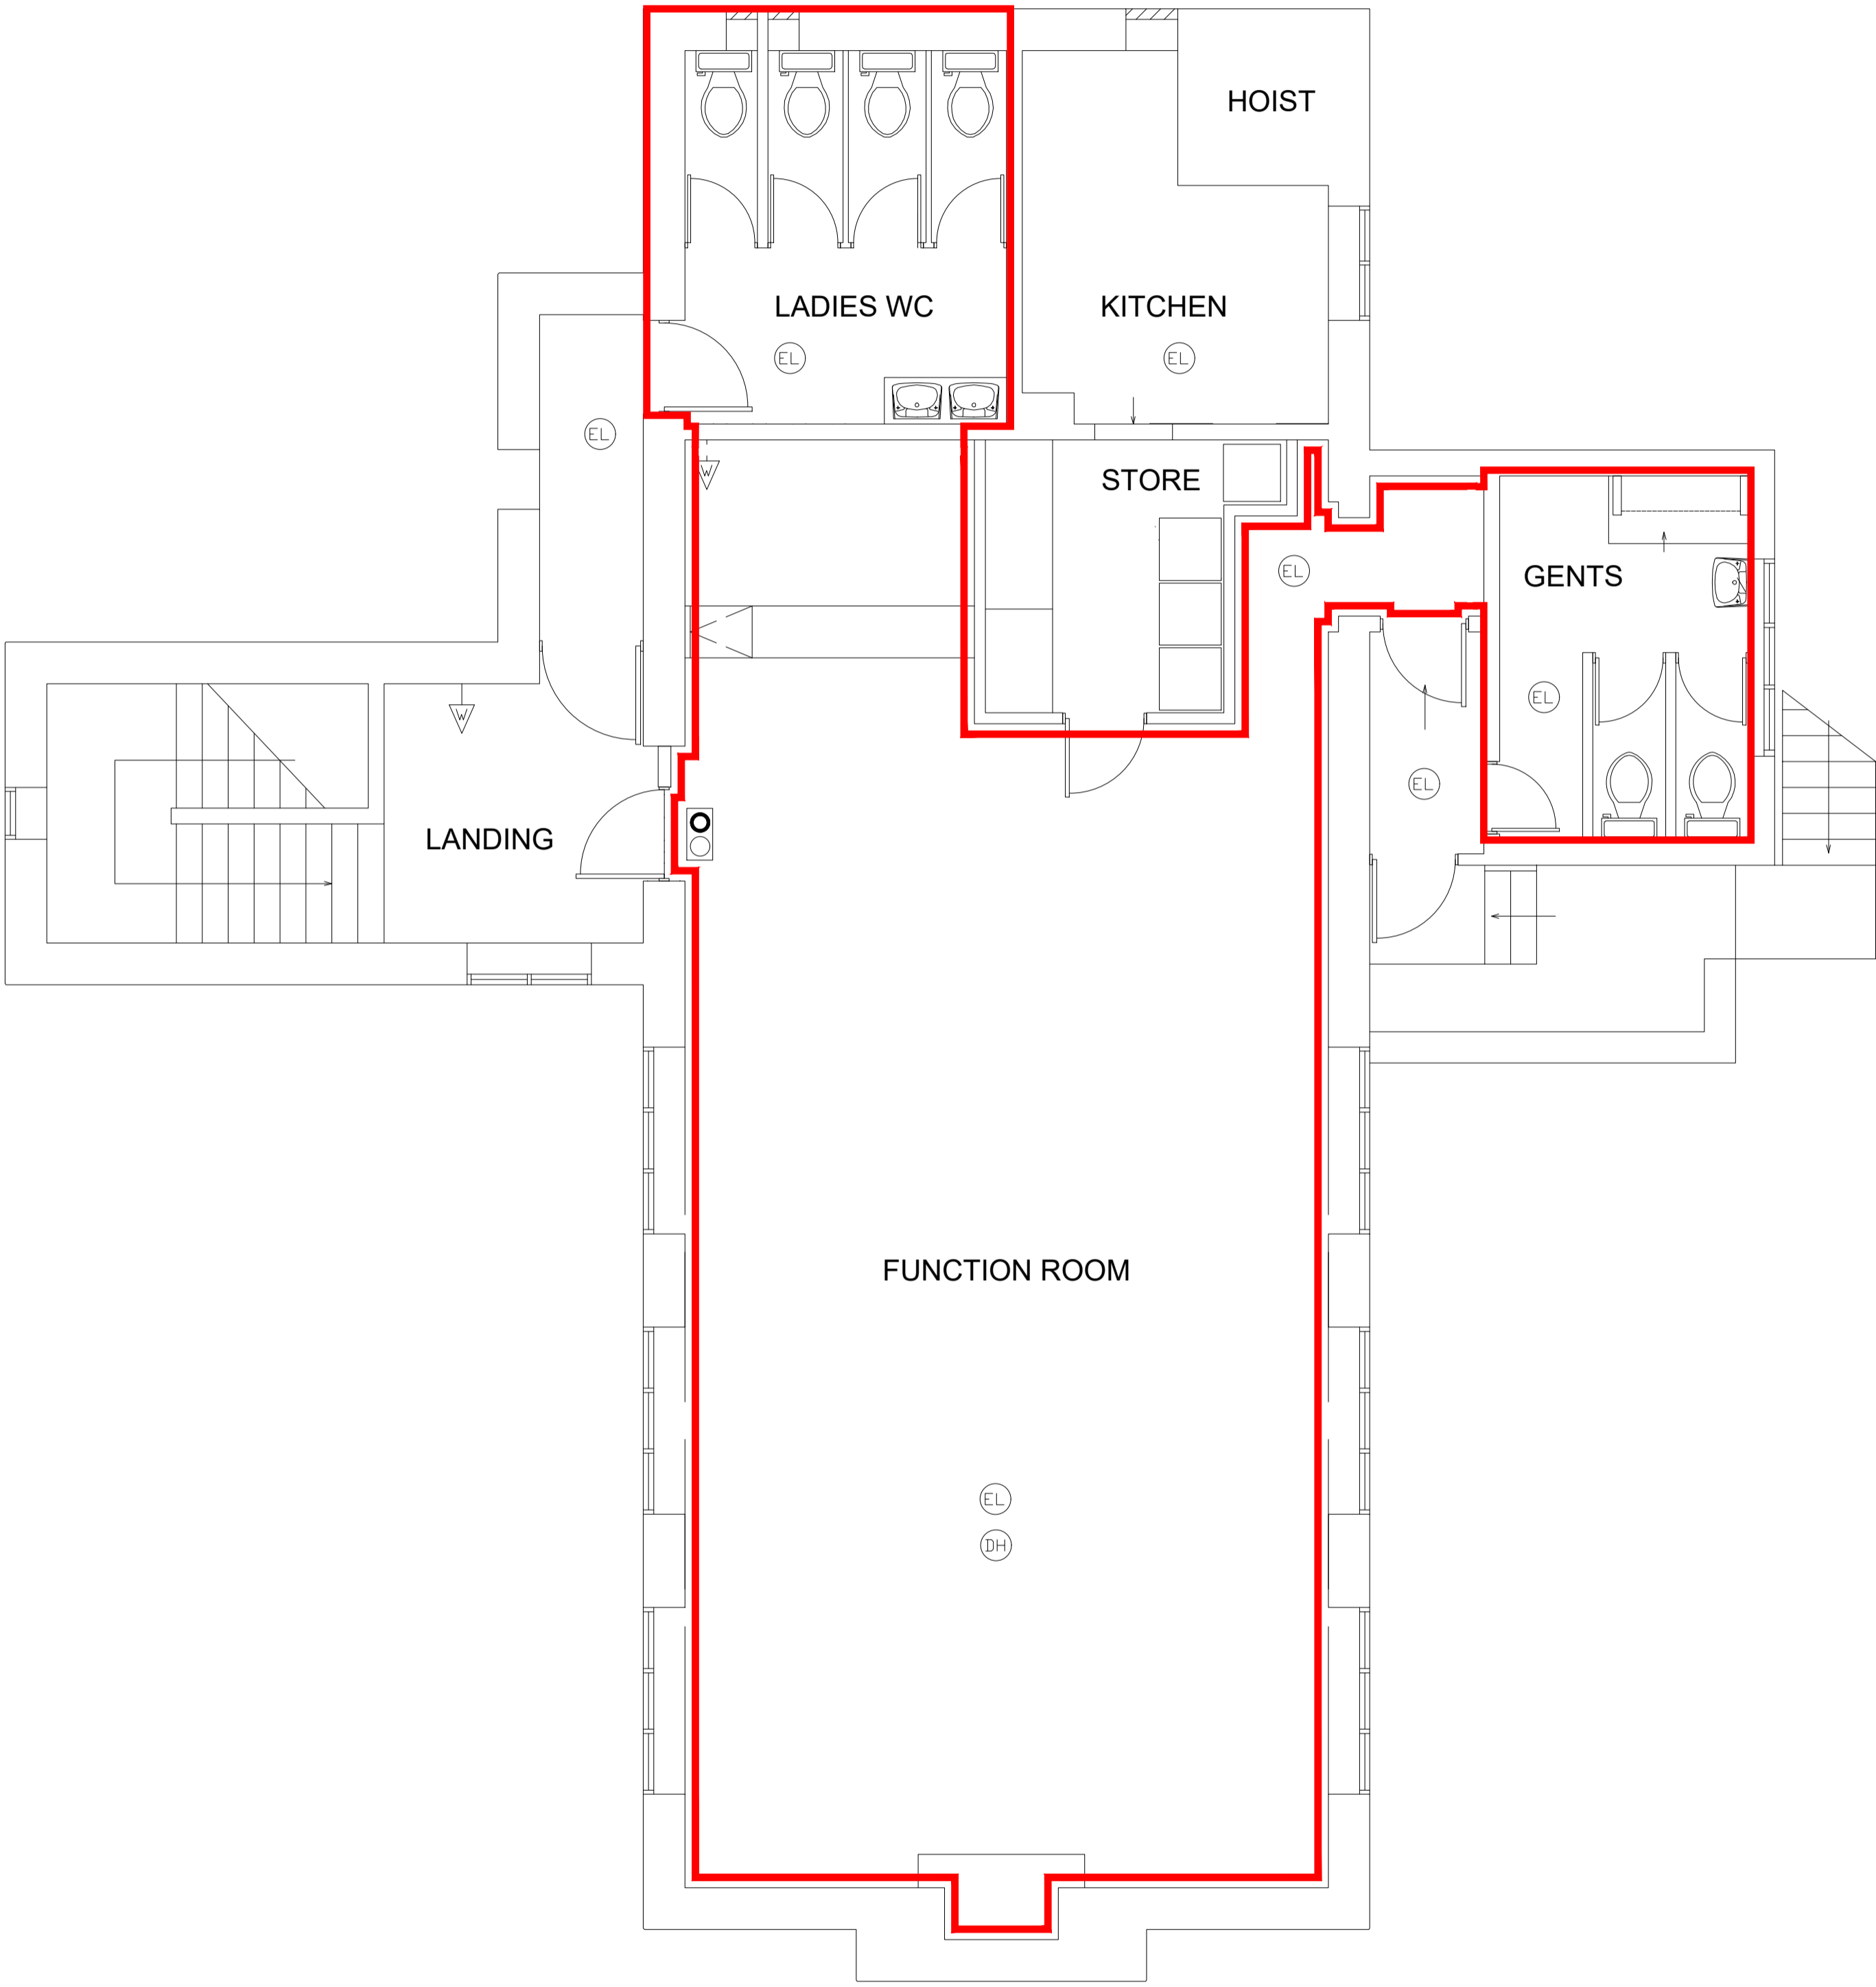 HOIST
LADIES WC
KITCHEN
EL
EL
EL
STORE
W
EL
GENTS
EL
W
EL
LANDING
FUNCTION ROOM
EL
DH